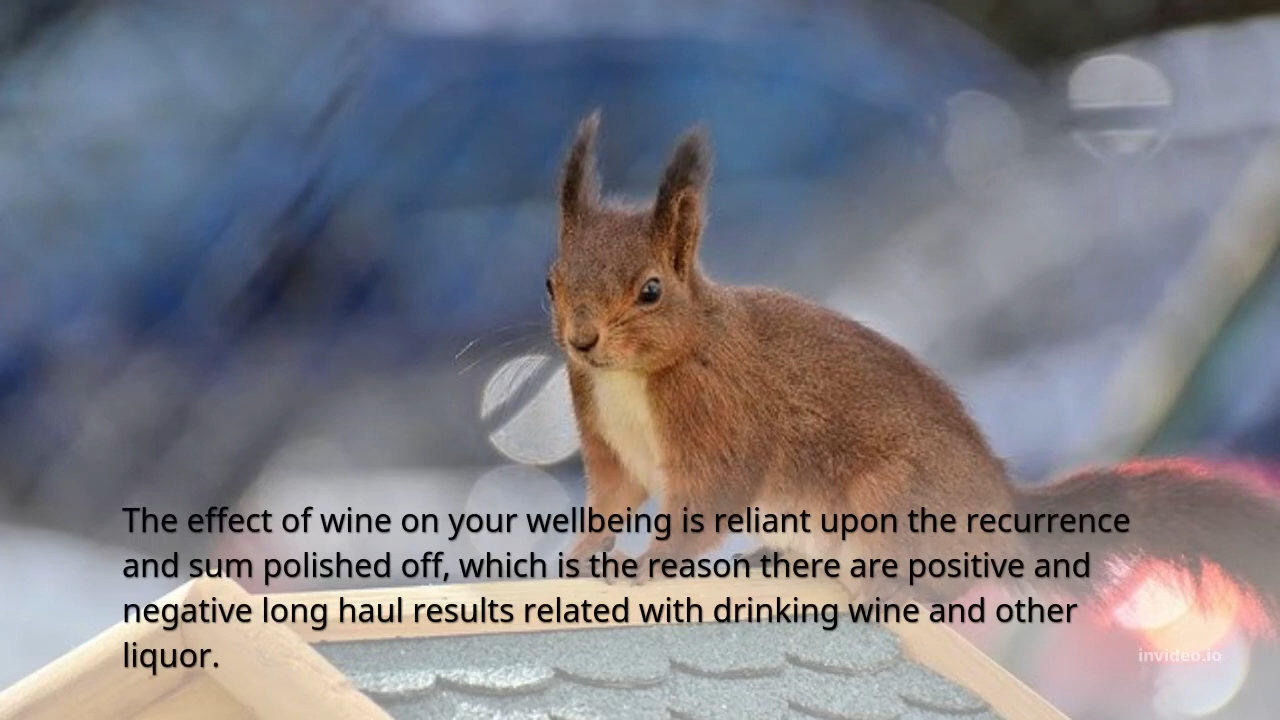 The effect of wine on your wellbeing is reliant upon the recurrence
and sum polished off, which is the reason there are positive and
negative long haul results related with drinking wine and other
liquor.
invideo.io